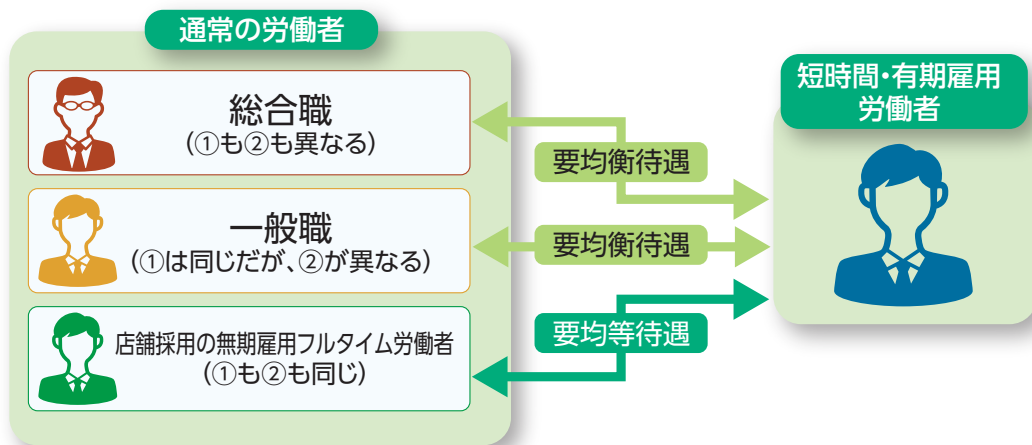 通常の労働者
総合職
(①も②も異なる)
一般職
(①は同じだが、②が異なる)
店舗採用の無期雇用フルタイム労働者
(①も②も同じ)
要均衡待遇
要均衡待遇
要均等待遇
短時間・有期雇用
労働者